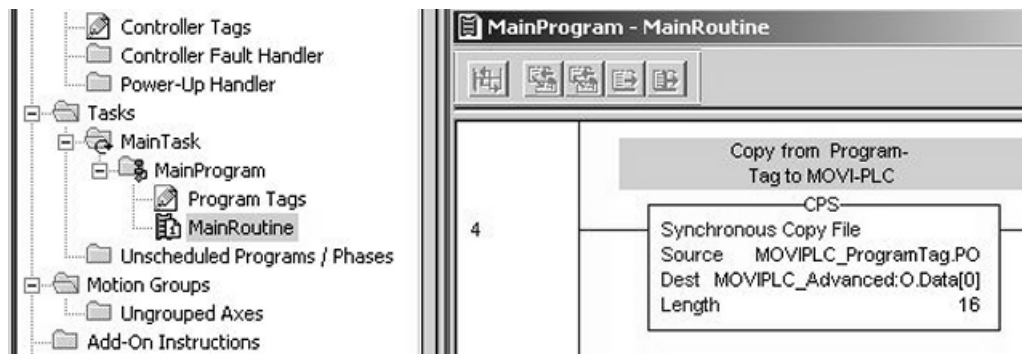 Controller Tags
Controller Fault Handler
Power-Up Handler
Tasks
MainTask
MainProgram
Program Tags
MainRoutine
Unscheduled Programs / Phases
Motion Groups
Ungrouped Axes
Add-On Instructions
MainProgram - MainRoutine
Copy from Program-
Tag to MOVI-PLC
CPS
4
Synchronous Copy File
Source MOVIPLC_ProgramTag.PO
Dest MOVIPLC_Advanced:O.Data[0]
Length 16